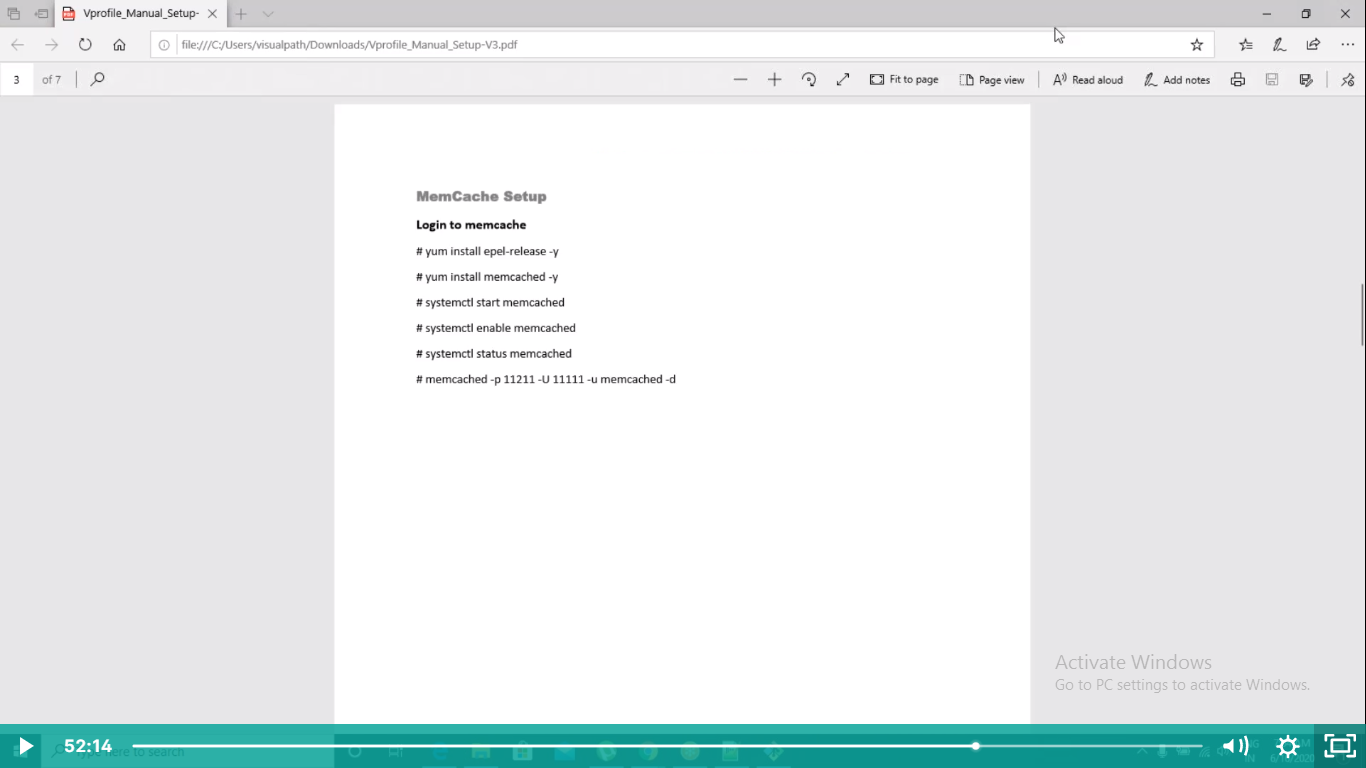 Vprofile_Manual_Setup-
file:///C:/Users/visualpath/Downloads/Vprofile_Manual_Setup-V3.pdf
3 of 7
Fit to page
Page view
Read aloud
Add notes
MemCache Setup
Login to memcache
# yum install epel-release -y
# yum install memcached -y
# systemctl start memcached
# systemctl enable memcached
# systemctl status memcached
# memcached -p 11211 -U 11111 -u memcached -d
Activate Windows
Go to PC settings to activate Windows.
52:14
here to search